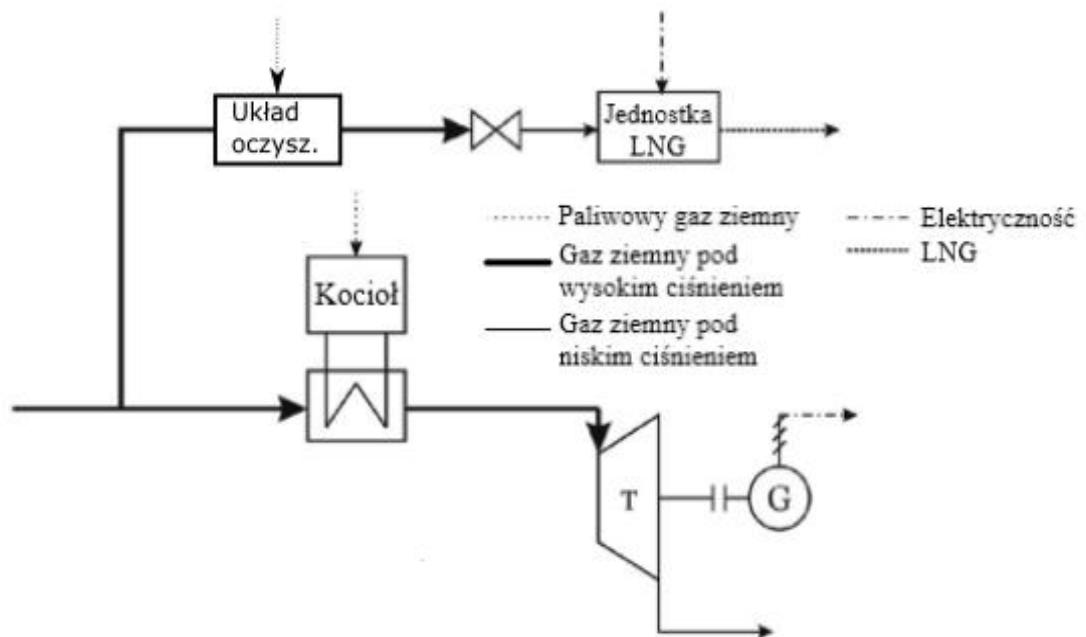 Układ
oczysz.
Jednostka
LNG
Paliwowy gaz ziemny
Gaz ziemny pod
wysokim ciśnieniem
Gaz ziemny pod
niskim ciśnieniem
Elektryczność
LNG
Kocioł
T
G